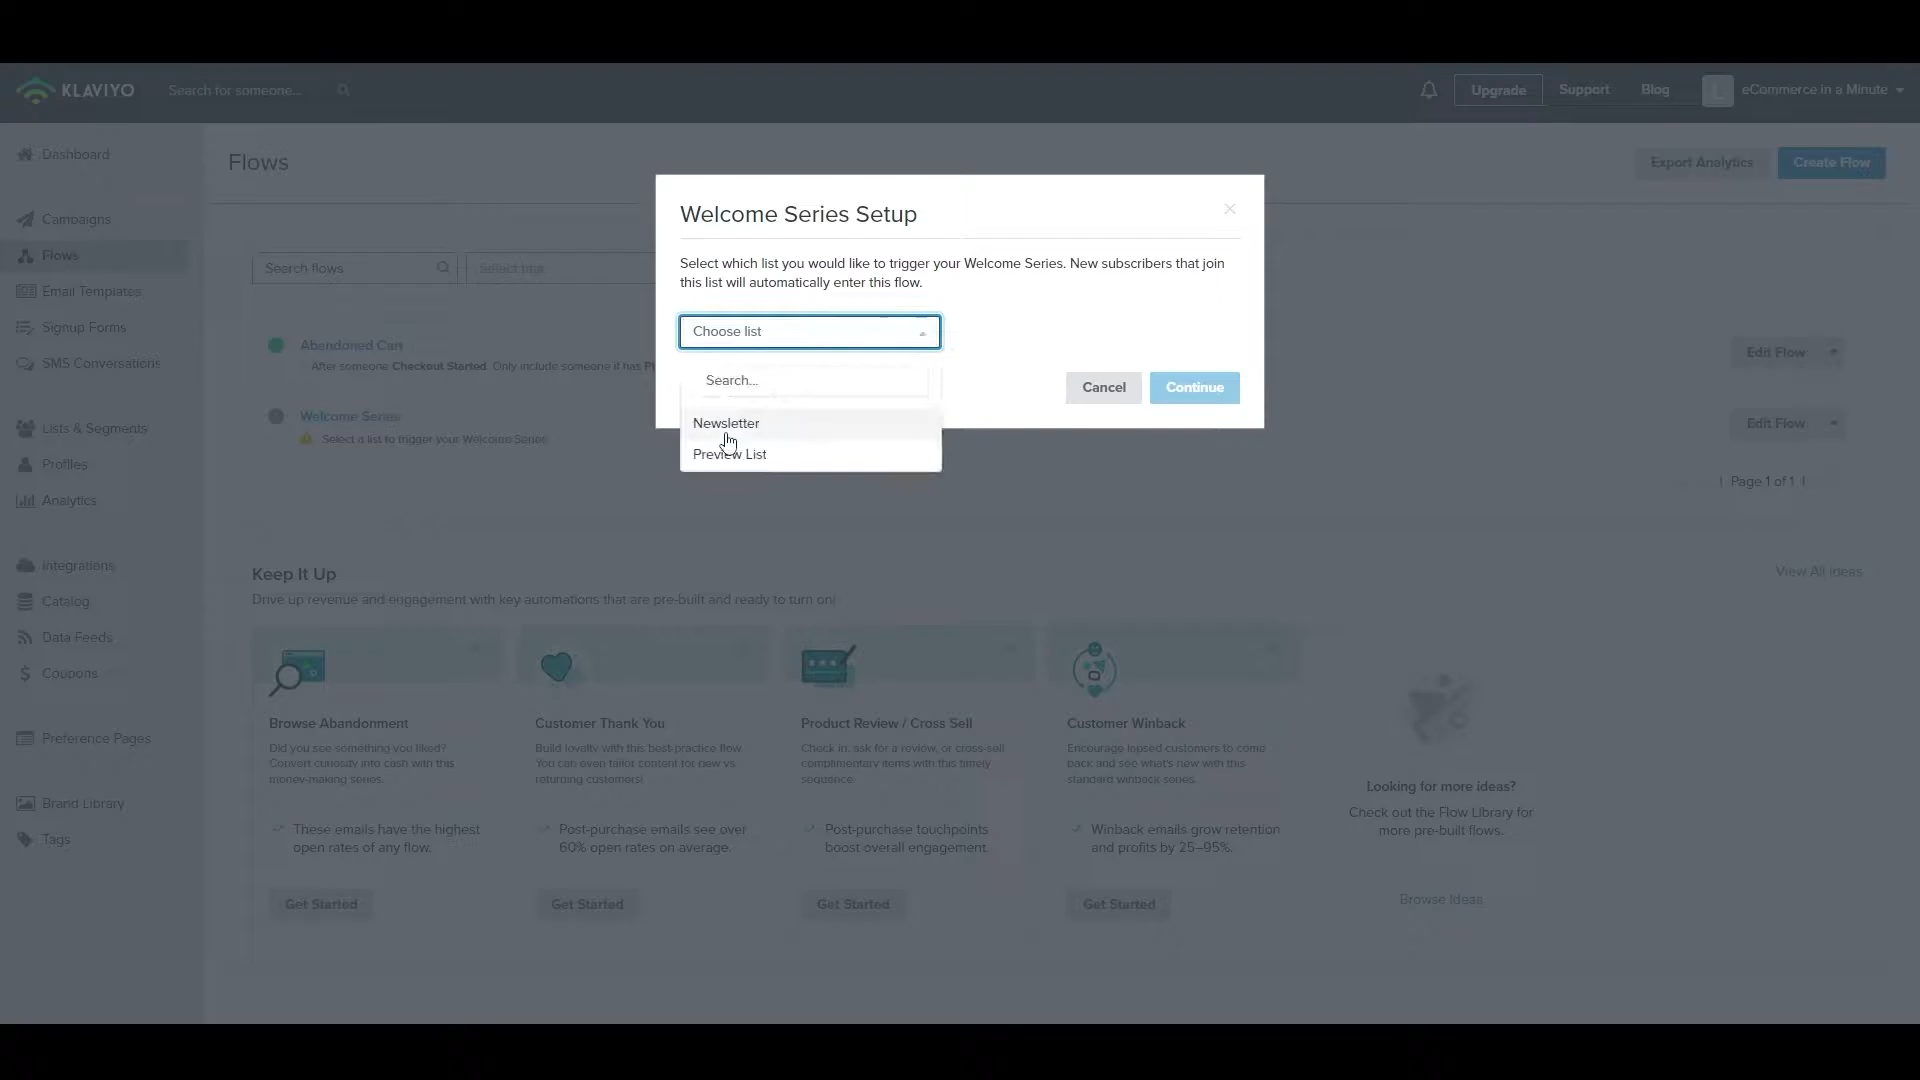 KLAVIYO
Search for someone...
Upgrade
Support
Blog
eCommerce in a Minute
Dashboard
Campaigns
Flows
Email Templates
Signup Forms
SMS Conversations
Lists & Segments
Profiles
Analytics
Integrations
Catalog
Data Feeds
Coupons
Preference Pages
Brand Library
Tags
Flows
Export Analytics
Create Flow
Search flows
Abandoned Cart
After someone Checkout Started. Only include someone if has
Edit Flow
Welcome Series
Select a list to trigger your Welcome Series
Edit Flow
Page 1 of 1
Welcome Series Setup
Select which list you would like to trigger your Welcome Series. New subscribers that join
this list will automatically enter this flow.
Choose list
Search...
Newsletter
Preview List
Cancel
Continue
Keep It Up
View All Ideas
Drive up revenue and engagement with key automations that are pre-built and ready to turn on!
Browse Abandonment
Did you see something you liked?
Convert curiosity into cash with this
money-making series.
These emails have the highest
open rates of any flow.
Get Started
Customer Thank You
Build loyalty with this best-practice flow.
You can even tailor content for new vs.
returning customers!
Post-purchase emails see over
60% open rates on average.
Get Started
Product Review / Cross Sell
Check in, ask for a review, or cross-sell
complimentary items with this timely
sequence.
Post-purchase touchpoints
boost overall engagement.
Get Started
Customer Winback
Encourage lapsed customers to come
back and see what's new with this
standard winback series.
Winback emails grow retention
and profits by 25–95%.
Get Started
Looking for more ideas?
Check out the Flow Library for
more pre-built flows.
Browse Ideas